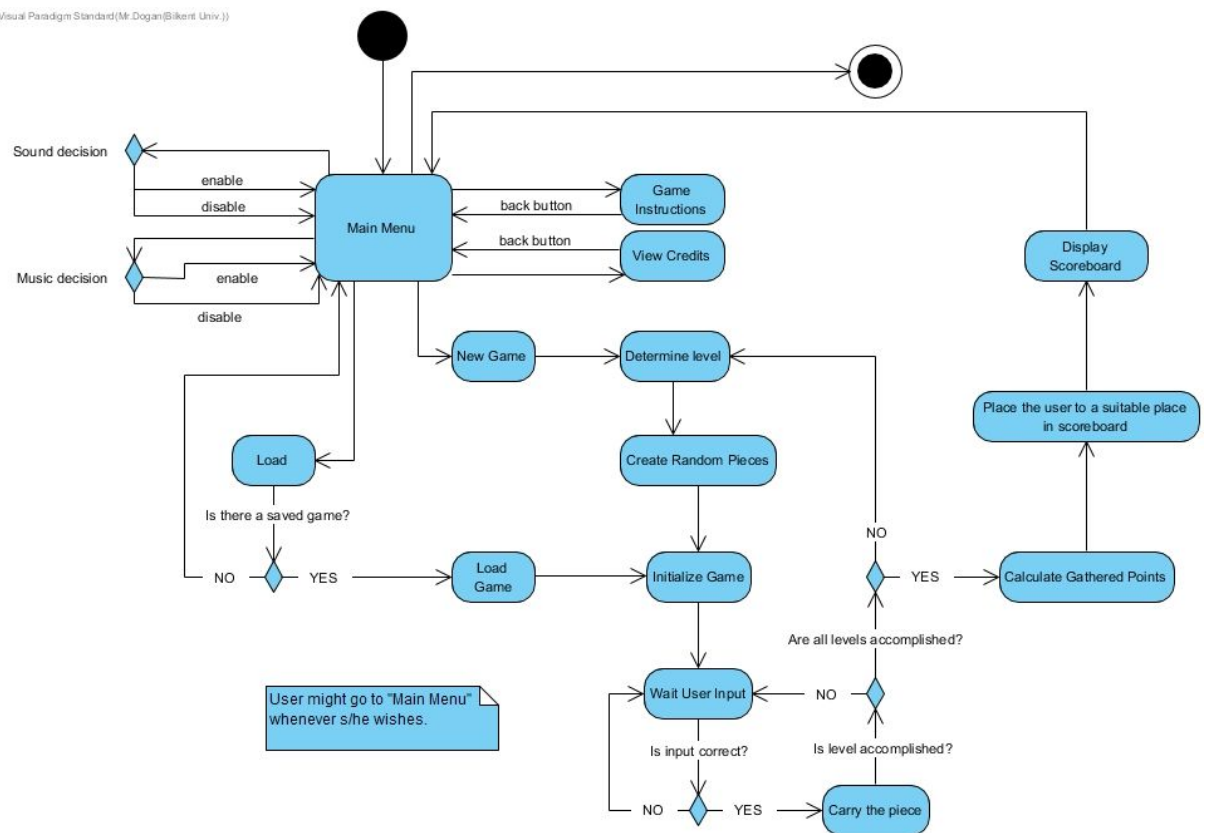 Visual Paradigm Standard(Mr.Dogan(Bilkent Univ.))
Sound decision
enable
disable
Main Menu
Game
Instructions
back button
back button
View Credits
Music decision
enable
disable
Display
Scoreboard
New Game
Determine level
Place the user to a suitable place
in scoreboard
Load
Create Random Pieces
Is there a saved game?
NO
NO
YES
Load
Game
Initialize Game
YES
Calculate Gathered Points
Are all levels accomplished?
User might go to "Main Menu"
whenever s/he wishes.
Wait User Input
NO
Is input correct?
Is level accomplished?
NO
YES
Carry the piece